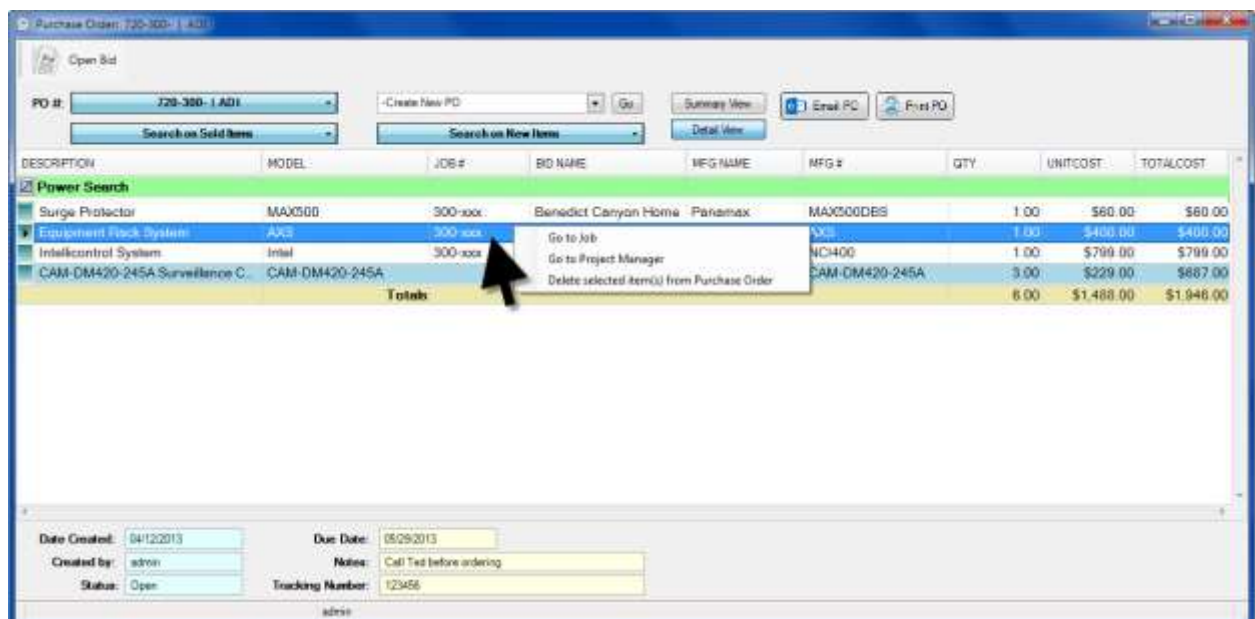 Purchase Order: 720-300- | ADI
Open Bid
PO #: 720-300- | ADI -Create New PO Go Summary View Email PO Print PO
Search on Sold Items Search on New Items Detail View
DESCRIPTION MODEL JOB # BID NAME MFG NAME MFG # QTY UNITCOST TOTALCOST
Power Search
Surge Protector MAX500 300-xxx Benedict Canyon Home Panamax MAX500DBS 1.00 $60.00 $60.00
Equipment Rack System AXS 300-xxx AXS 1.00 $400.00 $400.00
Go to Job
Intellicontrol System Intel 300-xxx NCI400 1.00 $799.00 $799.00
Go to Project Manager
CAM-DM420-245A Surveillance C... CAM-DM420-245A CAM-DM420-245A 3.00 $229.00 $687.00
Delete selected item(s) from Purchase Order
Totals 6.00 $1,488.00 $1,946.00
Date Created: 04/12/2013 Due Date: 05/29/2013
Created by: admin Notes: Call Ted before ordering
Status: Open Tracking Number: 123456
admin